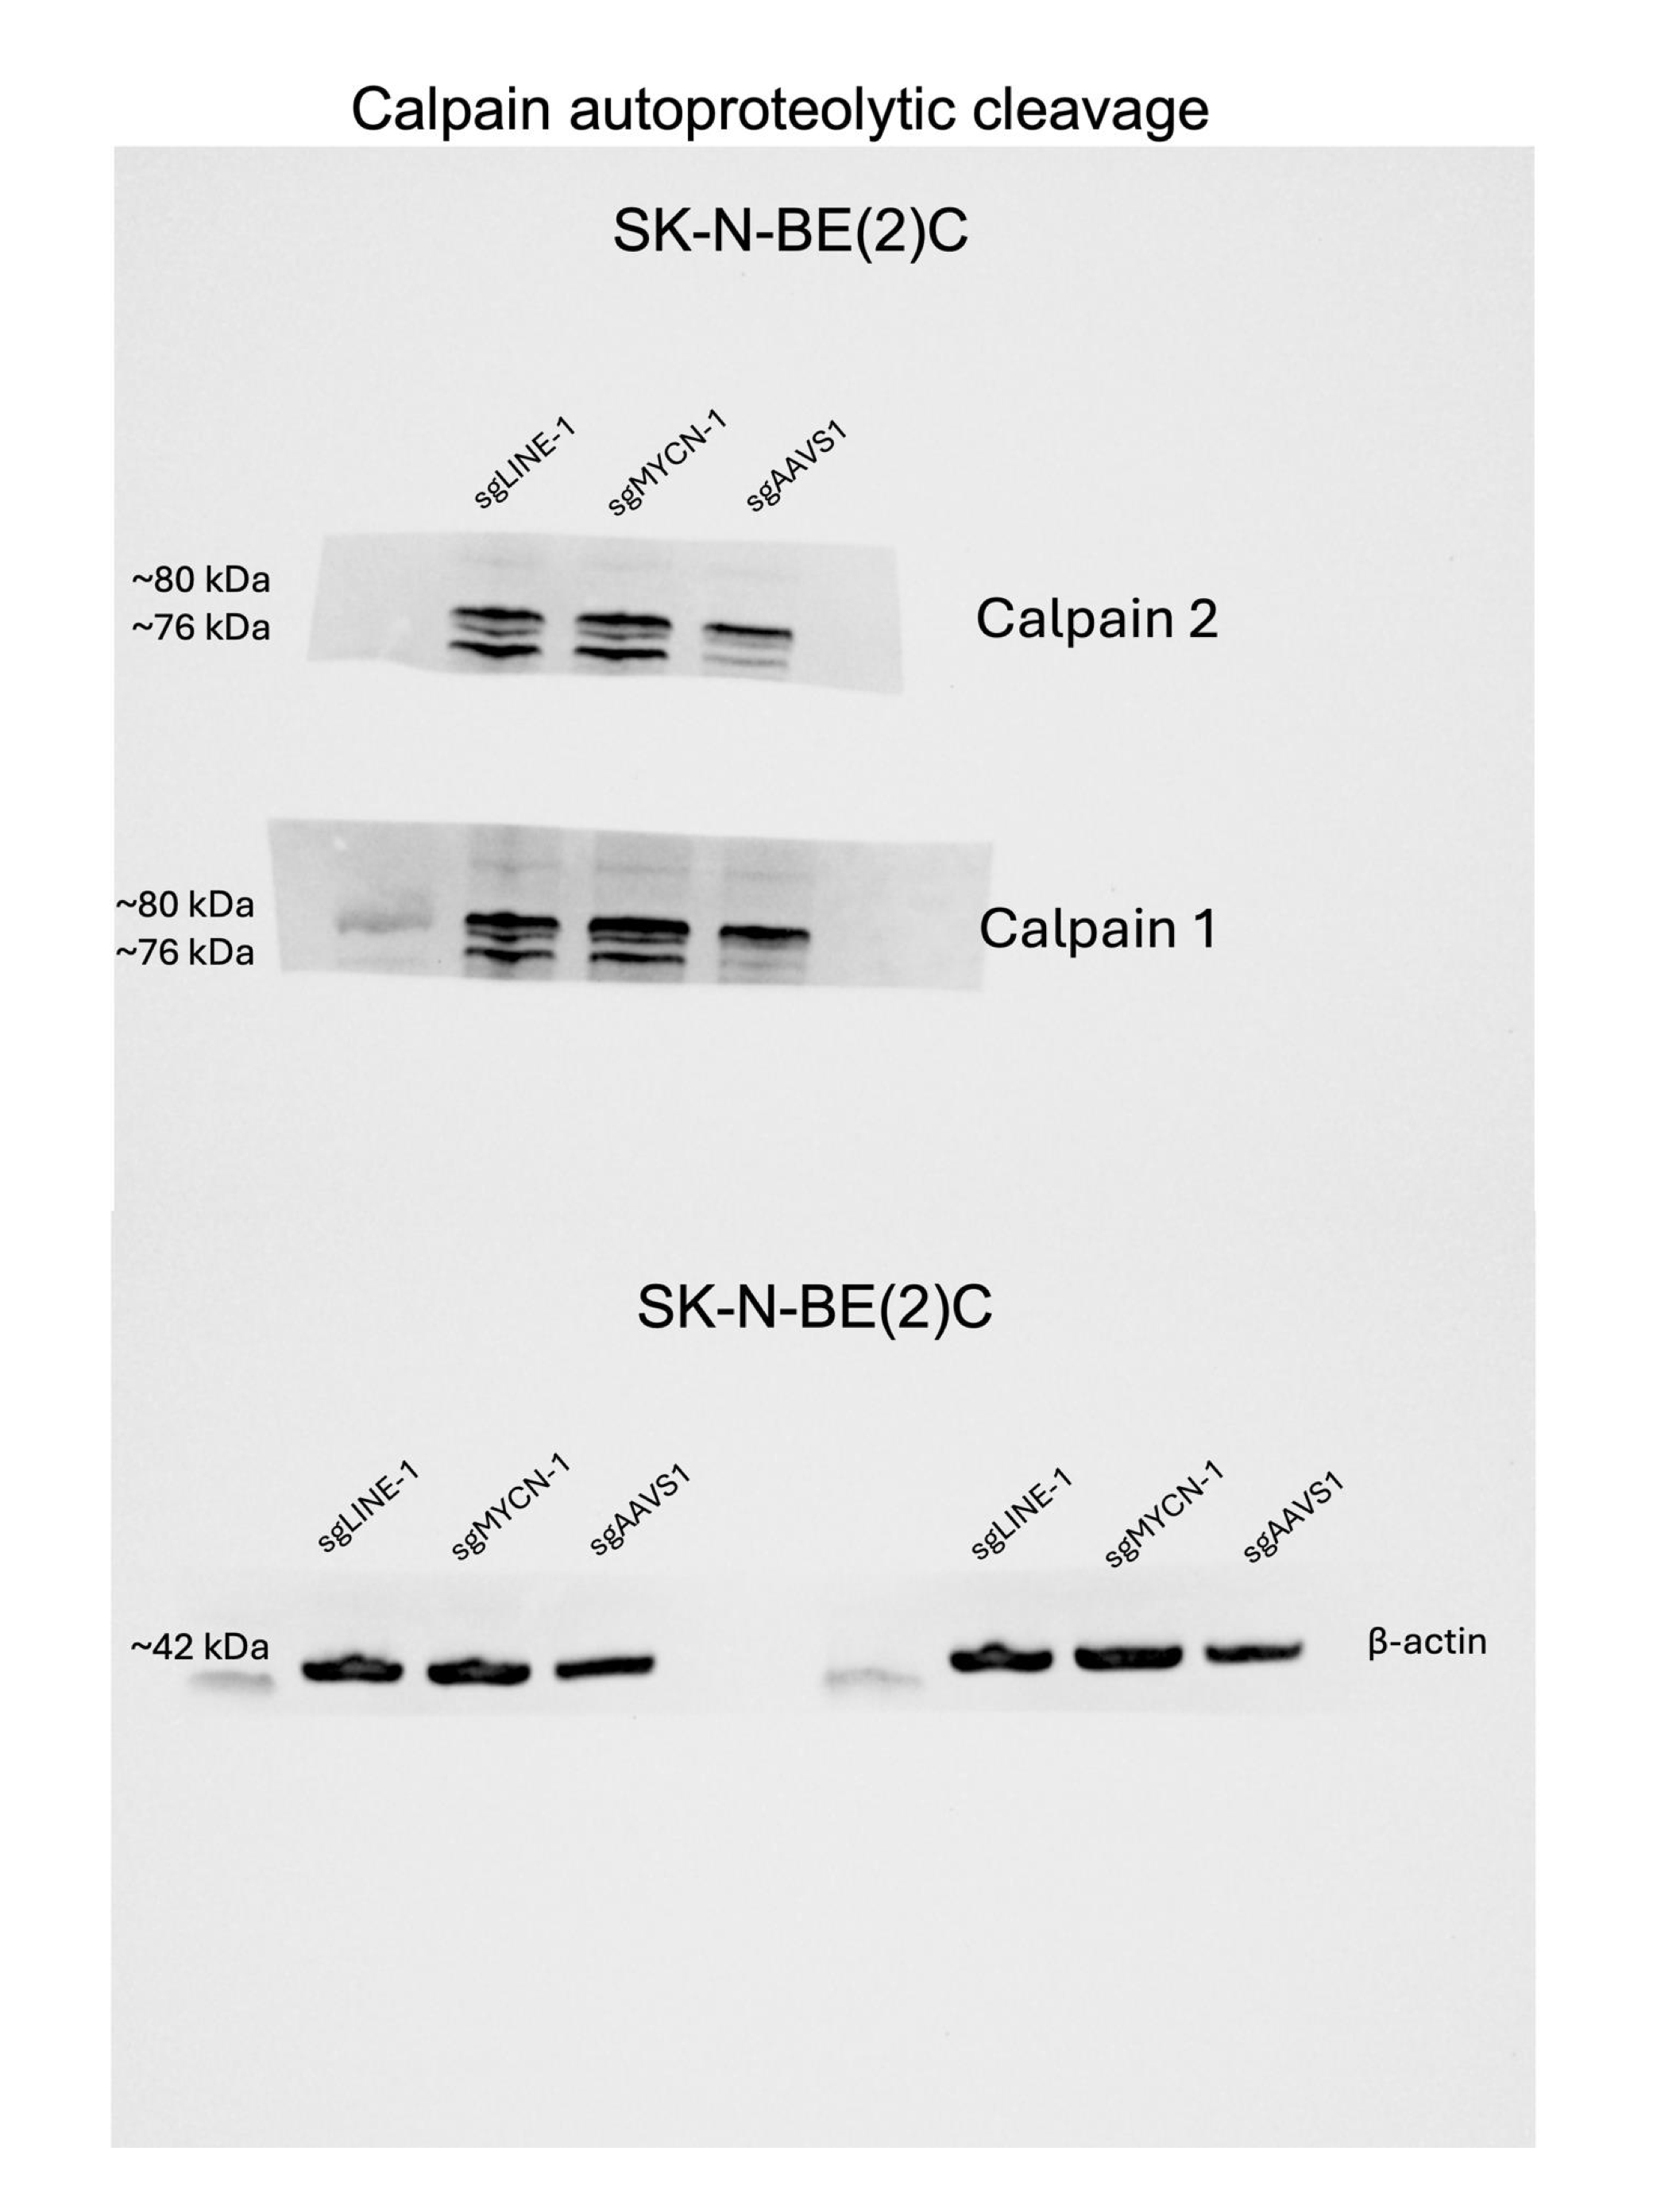 Calpain autoproteolytic cleavage
SK-N-BE(2)C
sgLINE-1 sgMYCN-1 sgAAVS1
~80 kDa
~76 kDa
Calpain 2
~80 kDa
~76 kDa
Calpain 1
SK-N-BE(2)C
sgLINE-1 sgMYCN-1 sgAAVS1 sgLINE-1 sgMYCN-1 sgAAVS1
~42 kDa β-actin